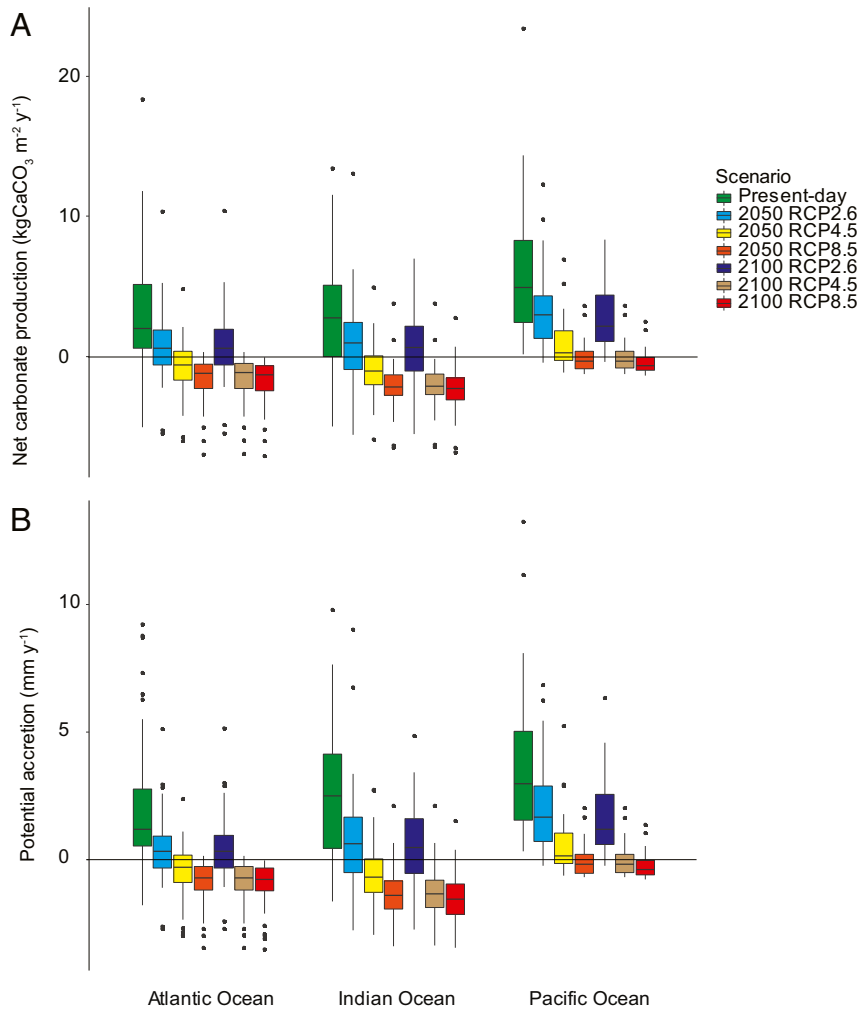 A
Net carbonate production (kgCaCO₃ m⁻² y⁻¹)
20
10
0
Scenario
Present-day
2050 RCP2.6
2050 RCP4.5
2050 RCP8.5
2100 RCP2.6
2100 RCP4.5
2100 RCP8.5
B
Potential accretion (mm y⁻¹)
10
5
0
Atlantic Ocean
Indian Ocean
Pacific Ocean